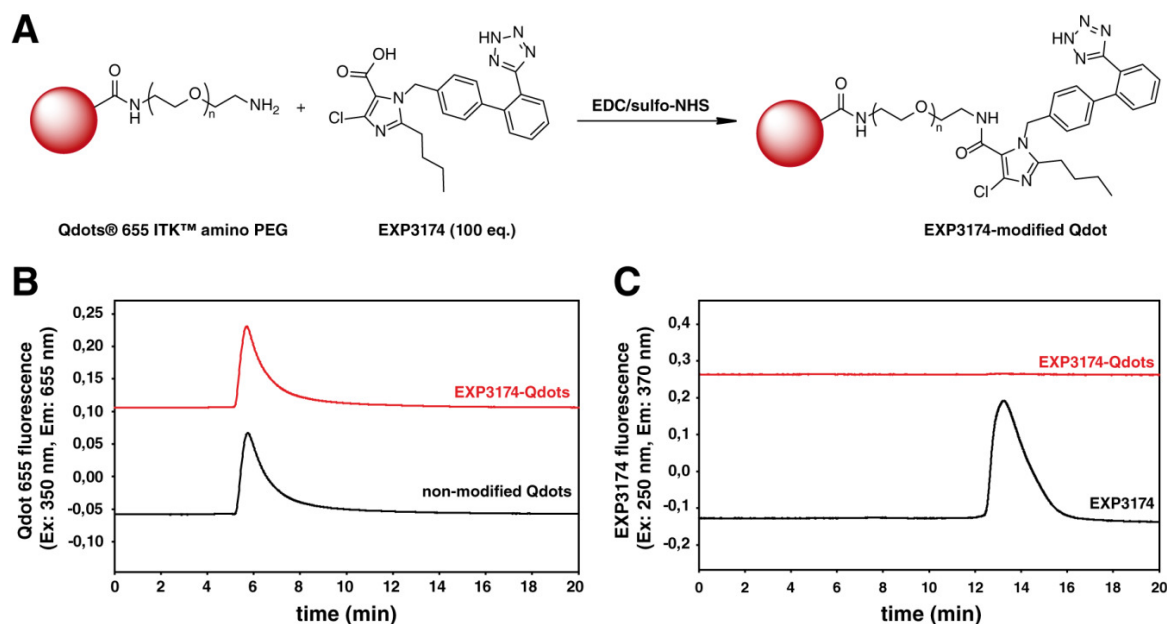 A
O
N
H
O
n
NH2
+
OH
O
N
Cl
N
HN
N
N
N
EDC/sulfo-NHS
O
N
H
O
n
H
N
O
N
Cl
N
HN
N
N
N
Qdots® 655 ITK™ amino PEG
EXP3174 (100 eq.)
EXP3174-modified Qdot
B
Qdot 655 fluorescence
(Ex: 350 nm, Em: 655 nm)
0,25
0,20
0,15
0,10
0,05
0,00
-0,05
-0,10
EXP3174-Qdots
non-modified Qdots
0 2 4 6 8 10 12 14 16 18 20
time (min)
C
EXP3174 fluorescence
(Ex: 250 nm, Em: 370 nm)
0,4
0,3
0,2
0,1
0,0
-0,1
-0,2
EXP3174-Qdots
EXP3174
0 2 4 6 8 10 12 14 16 18 20
time (min)